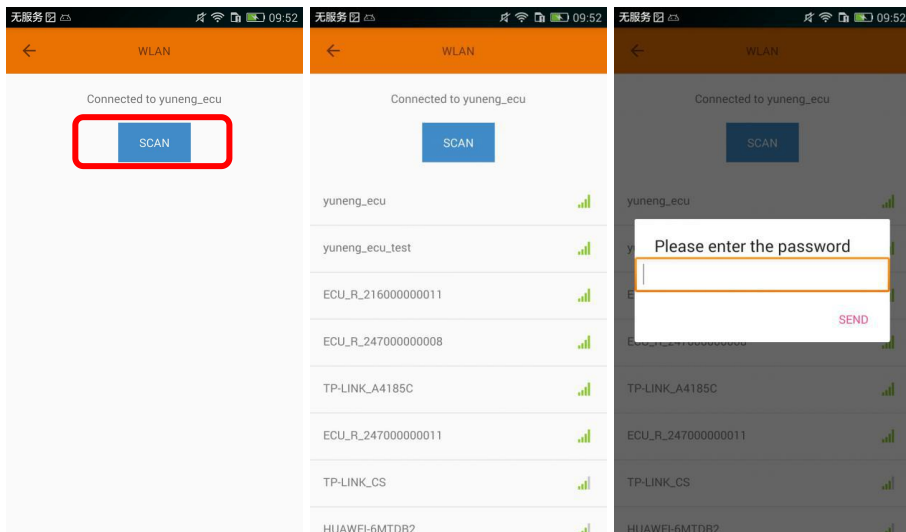 无服务 09:52
WLAN
Connected to yuneng_ecu
SCAN
无服务 09:52
WLAN
Connected to yuneng_ecu
SCAN
yuneng_ecu
yuneng_ecu_test
ECU_R_216000000011
ECU_R_247000000008
TP-LINK_A4185C
ECU_R_247000000011
TP-LINK_CS
HUAWEI-6MTDB2
无服务 09:52
WLAN
Connected to yuneng_ecu
SCAN
yuneng_ecu
Please enter the password
SEND
ECU_R_247000000008
TP-LINK_A4185C
ECU_R_247000000011
TP-LINK_CS
HUAWEI-6MTDB2